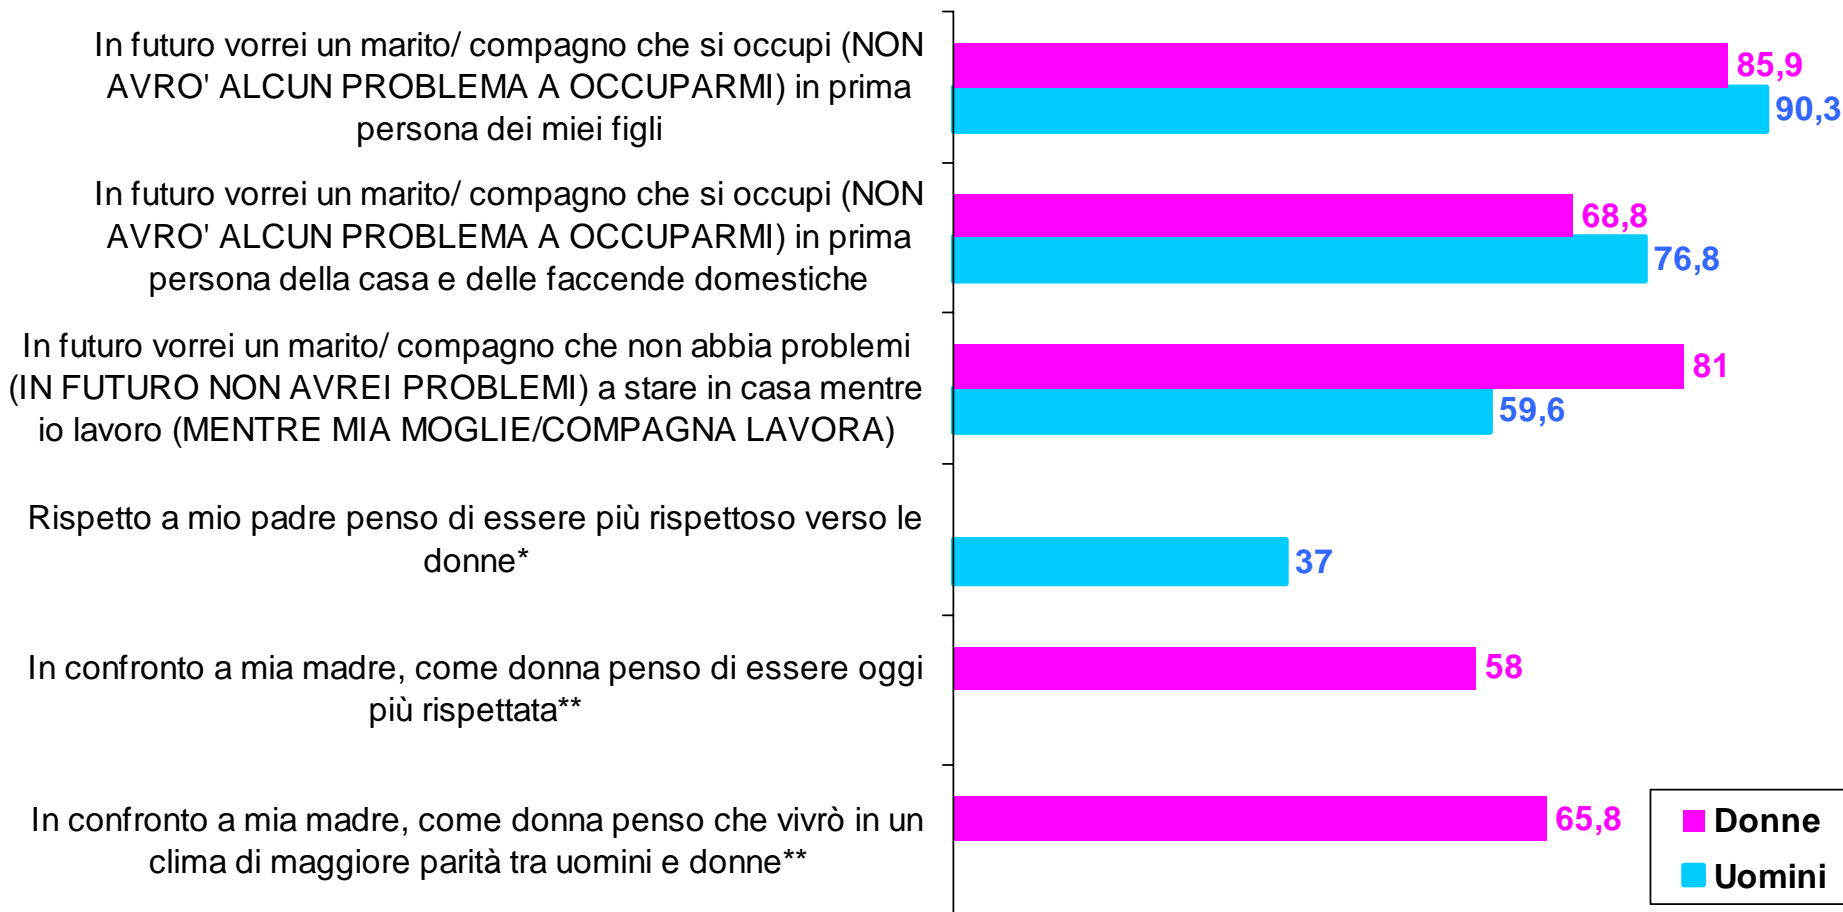 In futuro vorrei un marito/ compagno che si occupi (NON
AVRO' ALCUN PROBLEMA A OCCUPARMI) in prima
persona dei miei figli
85,9
90,3
In futuro vorrei un marito/ compagno che si occupi (NON
AVRO' ALCUN PROBLEMA A OCCUPARMI) in prima
persona della casa e delle faccende domestiche
68,8
76,8
In futuro vorrei un marito/ compagno che non abbia problemi
(IN FUTURO NON AVREI PROBLEMI) a stare in casa mentre
io lavoro (MENTRE MIA MOGLIE/COMPAGNA LAVORA)
81
59,6
Rispetto a mio padre penso di essere più rispettoso verso le
donne*
37
In confronto a mia madre, come donna penso di essere oggi
più rispettata**
58
In confronto a mia madre, come donna penso che vivrò in un
clima di maggiore parità tra uomini e donne**
65,8
Donne
Uomini